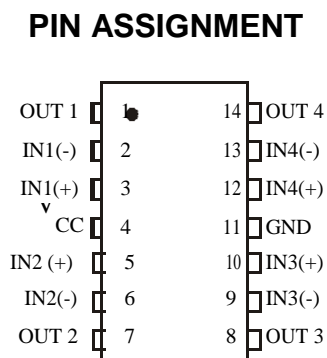 PIN ASSIGNMENT
OUT 1 1 14 OUT 4
IN1(-) 2 13 IN4(-)
IN1(+) 3 12 IN4(+)
V
CC 4 11 GND
IN2 (+) 5 10 IN3(+)
IN2(-) 6 9 IN3(-)
OUT 2 7 8 OUT 3